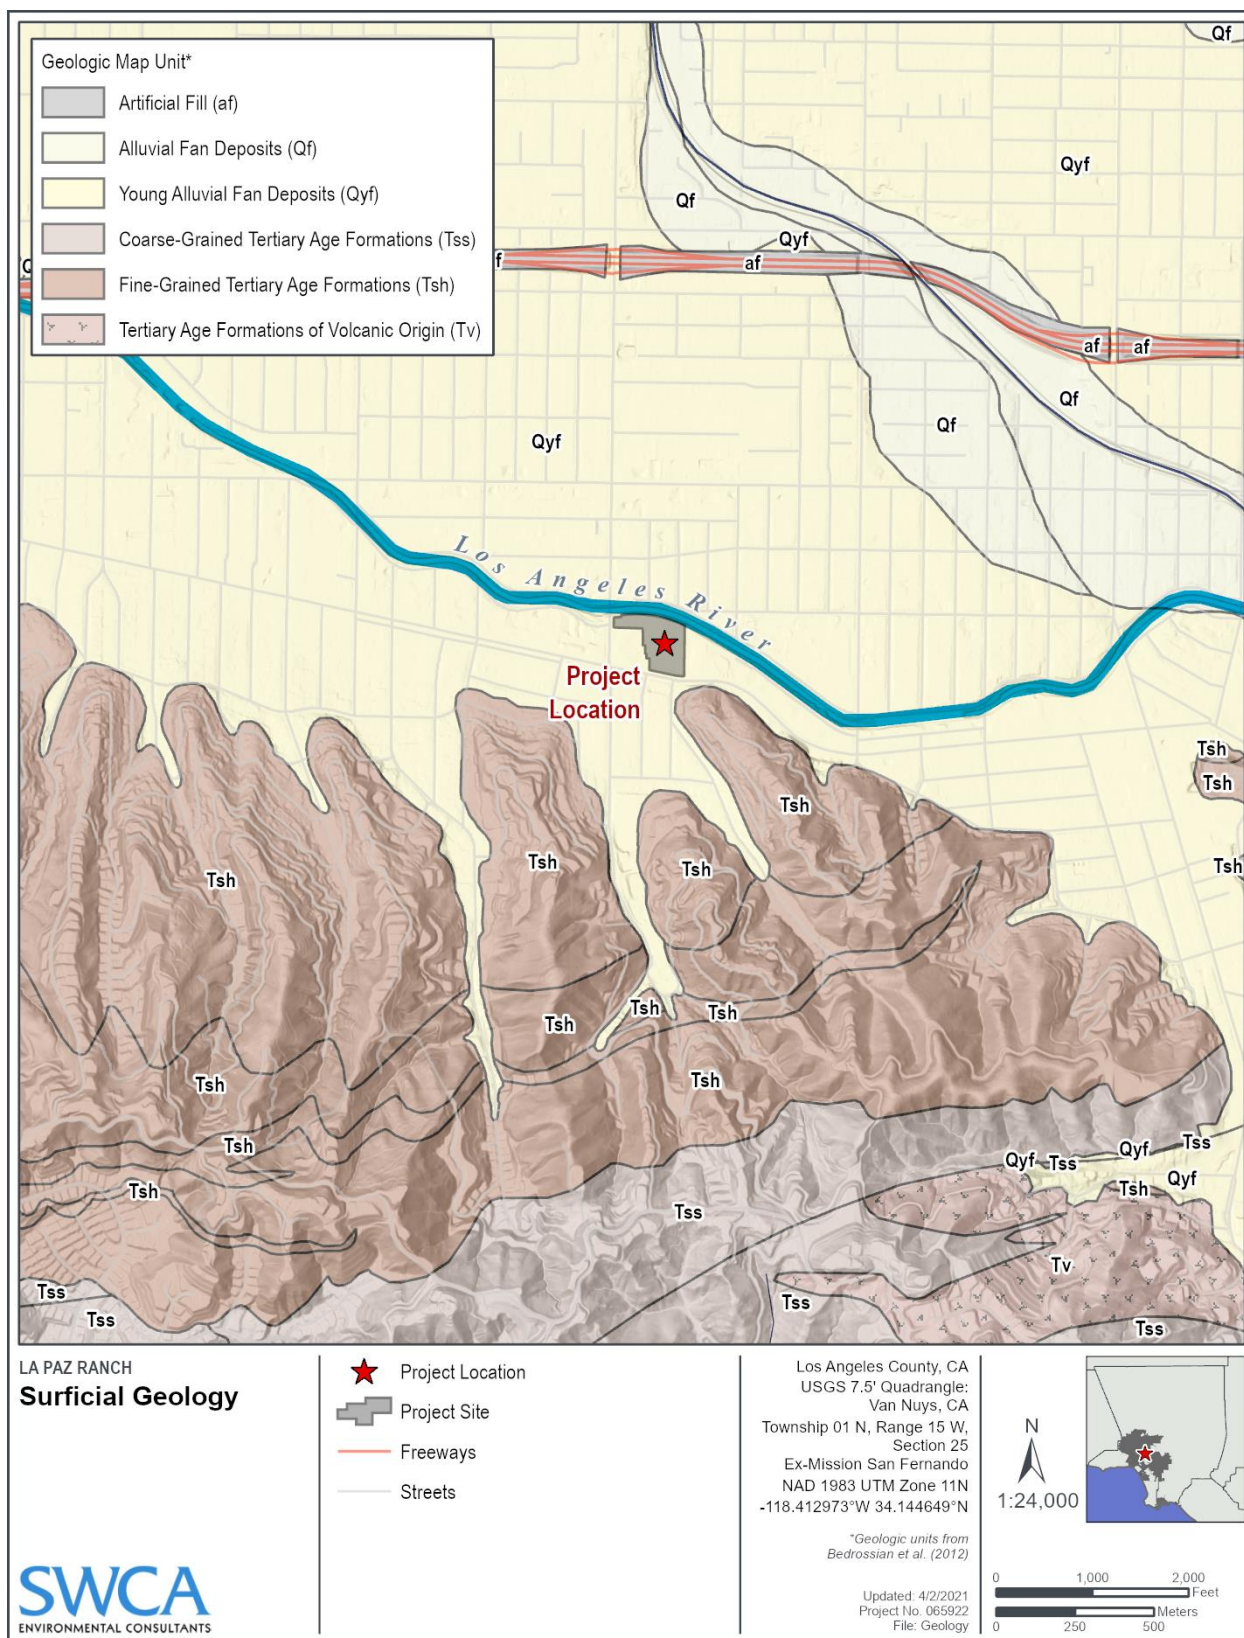 Geologic Map Unit*
Artificial Fill (af)
Alluvial Fan Deposits (Qf)
Young Alluvial Fan Deposits (Qyf)
Coarse-Grained Tertiary Age Formations (Tss)
Fine-Grained Tertiary Age Formations (Tsh)
Tertiary Age Formations of Volcanic Origin (Tv)
Qf
Qyf
Qf
Qyf
af
af
af
Qf
Qf
Qyf
Los Angeles River
Project
Location
Tsh
Tsh
Tsh
Tsh
Tsh
Tsh
Tsh
Tsh
Tsh
Tsh
Tsh
Tsh
Tsh
Tsh
Qyf
Tss
Qyf
Tss
Qyf
Tsh
Tss
Tv
Tss
Tss
Tss
Tss
LA PAZ RANCH
Surficial Geology
SWCA
ENVIRONMENTAL CONSULTANTS
Project Location
Project Site
Freeways
Streets
Los Angeles County, CA
USGS 7.5' Quadrangle:
Van Nuys, CA
Township 01 N, Range 15 W,
Section 25
Ex-Mission San Fernando
NAD 1983 UTM Zone 11N
-118.412973°W 34.144649°N
*Geologic units from
Bedrossian et al. (2012)
Updated: 4/2/2021
Project No. 065922
File: Geology
N
1:24,000
0 1,000 2,000
Feet
Meters
0 250 500